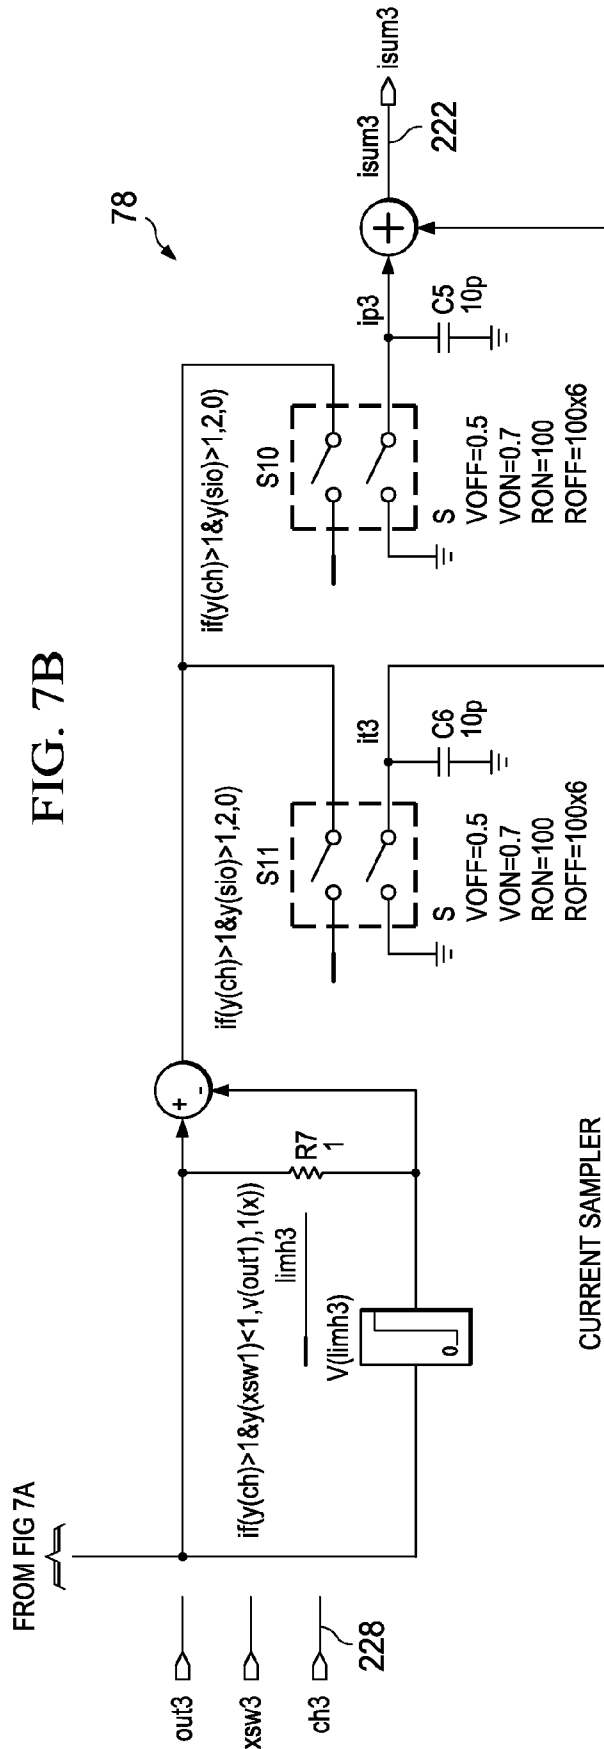 FIG. 7B
78
FROM FIG 7A
out3
xsw3
ch3
228
if(y(ch)>1&y(xsw1)<1,v(out1),1(x))
limh3
V(limh3)
0
R7
1
+
-
if(y(ch)>1&y(sio)>1,2,0)
S11
it3
C6
10p
S
VOFF=0.5
VON=0.7
RON=100
ROFF=100x6
if(y(ch)>1&y(sio)>1,2,0)
S10
ip3
C5
10p
S
VOFF=0.5
VON=0.7
RON=100
ROFF=100x6
+
isum3
222
isum3
CURRENT SAMPLER